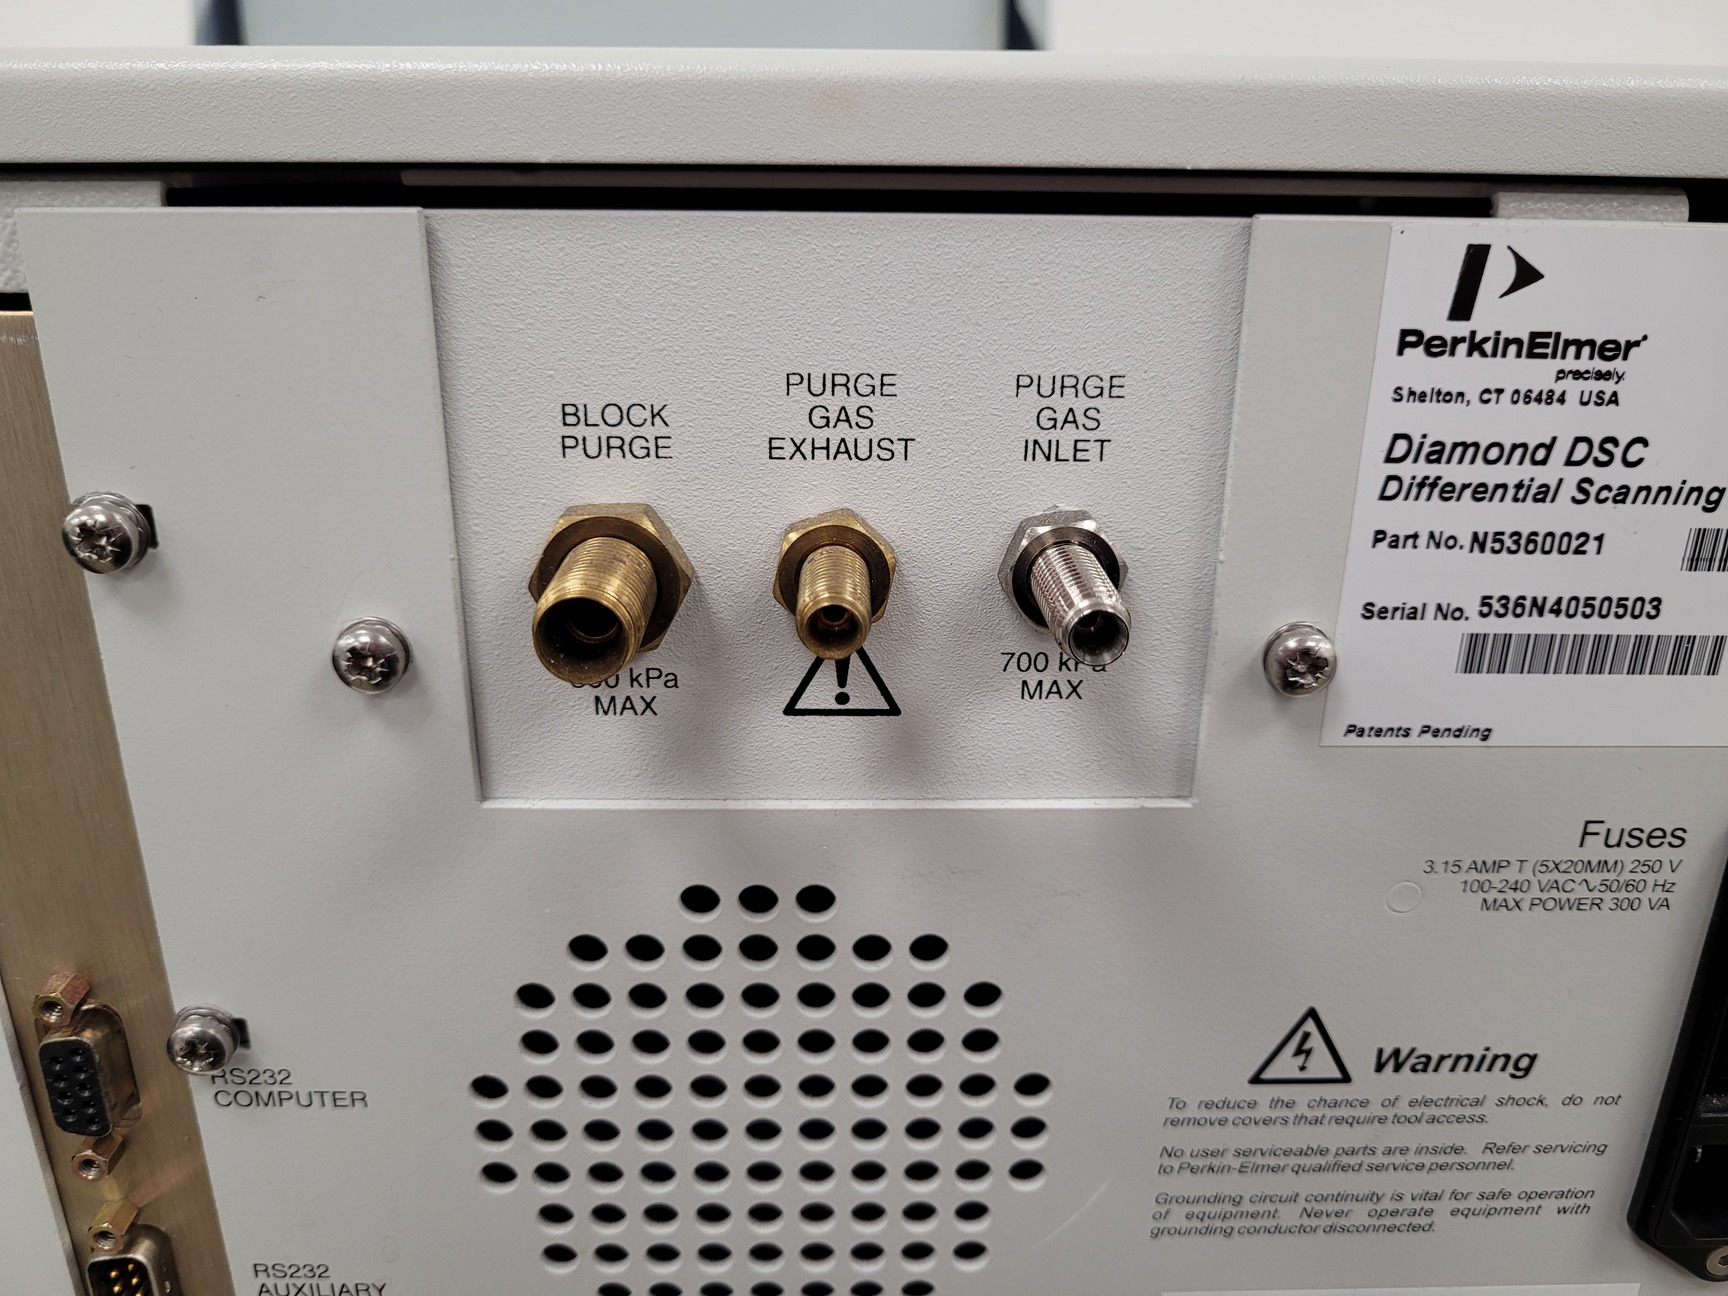 BLOCK
PURGE
PURGE
GAS
EXHAUST
PURGE
GAS
INLET
kPa
MAX
700 kPa
MAX
PerkinElmer
precisely.
Shelton, CT 06484 USA
Diamond DSC
Differential Scanning
Part No. N5360021
Serial No. 536N4050503
Patents Pending
Fuses
3.15 AMP T (5X20MM) 250 V
100-240 VAC∿50/60 Hz
MAX POWER 300 VA
Warning
To reduce the chance of electrical shock, do not
remove covers that require tool access.
No user serviceable parts are inside. Refer servicing
to Perkin-Elmer qualified service personnel.
Grounding circuit continuity is vital for safe operation
of equipment. Never operate equipment with
grounding conductor disconnected.
RS232
COMPUTER
RS232
AUXILIARY